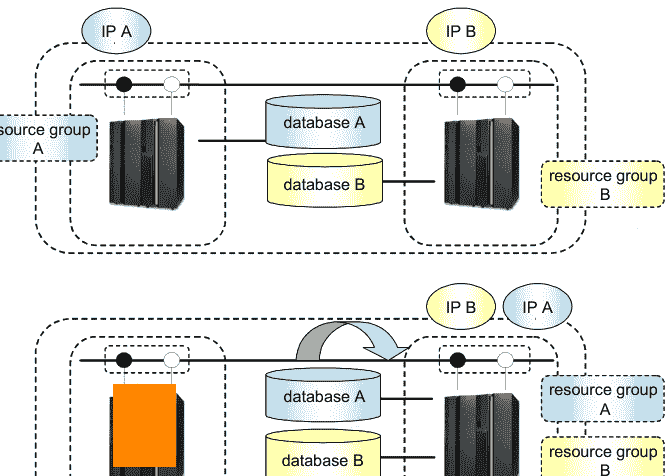 IP A
IP B
source group
A
database A
database B
resource group
B
IP B
IP A
database A
database B
resource group
A
resource group
B